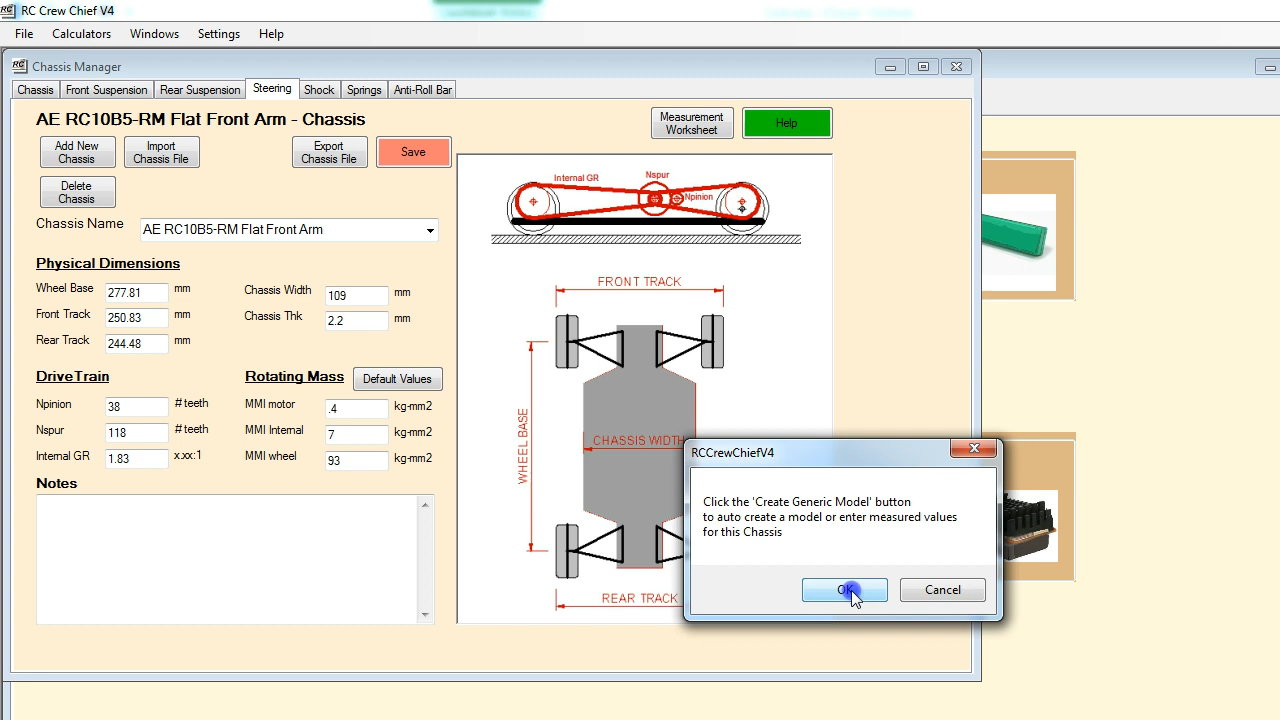 RC Crew Chief V4
File Calculators Windows Settings Help
RC Chassis Manager
Chassis Front Suspension Rear Suspension Steering Shock Springs Anti-Roll Bar
AE RC10B5-RM Flat Front Arm - Chassis
Measurement
Worksheet
Help
Add New
Chassis
Import
Chassis File
Export
Chassis File
Save
Delete
Chassis
Chassis Name AE RC10B5-RM Flat Front Arm
Physical Dimensions
Wheel Base 277.81 mm Chassis Width 109 mm
Front Track 250.83 mm Chassis Thk 2.2 mm
Rear Track 244.48 mm
DriveTrain Rotating Mass Default Values
Npinion 38 # teeth MMI motor .4 kg-mm2
Nspur 118 # teeth MMI Internal 7 kg-mm2
Internal GR 1.83 x.xx:1 MMI wheel 93 kg-mm2
Notes
Internal GR Nspur Npinion
FRONT TRACK
WHEEL BASE
CHASSIS WIDTH
REAR TRACK
RCCrewChiefV4
Click the 'Create Generic Model' button
to auto create a model or enter measured values
for this Chassis
OK Cancel